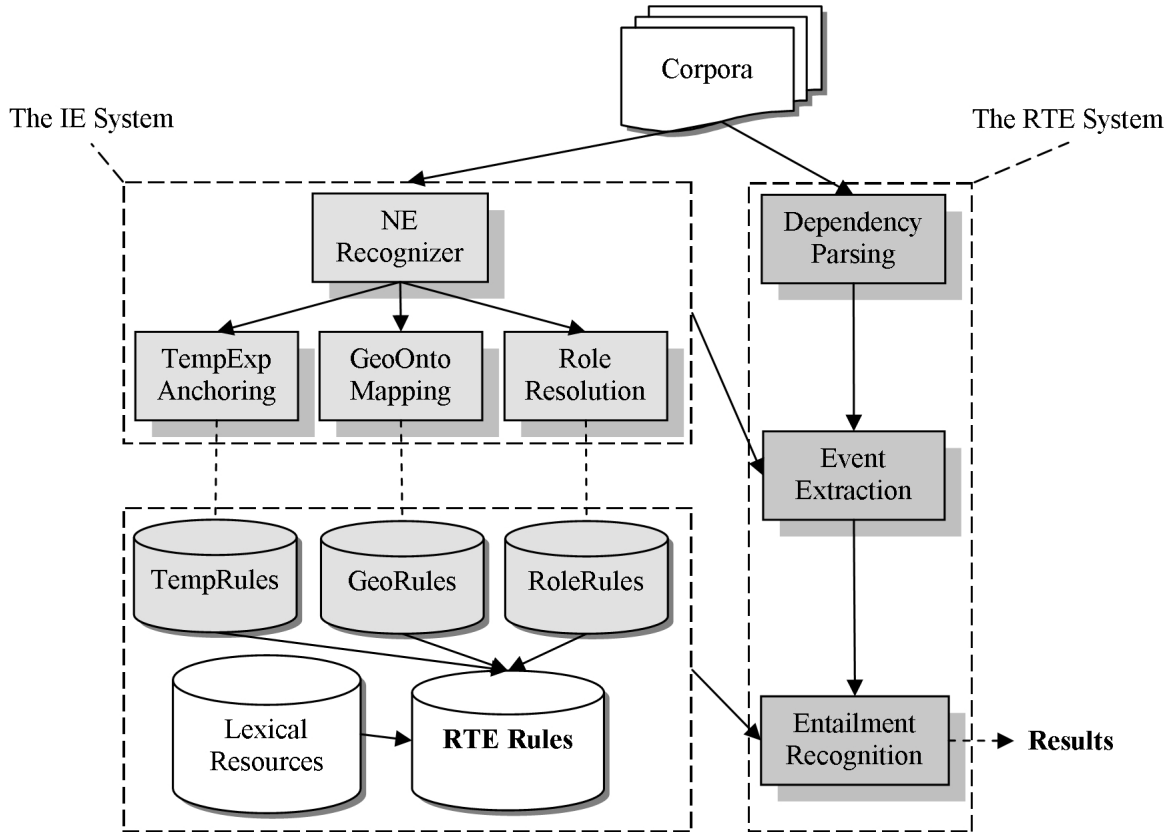 Corpora
The IE System
The RTE System
NE
Recognizer
Dependency
Parsing
TempExp
Anchoring
GeoOnto
Mapping
Role
Resolution
Event
Extraction
TempRules
GeoRules
RoleRules
Lexical
Resources
RTE Rules
Entailment
Recognition
Results